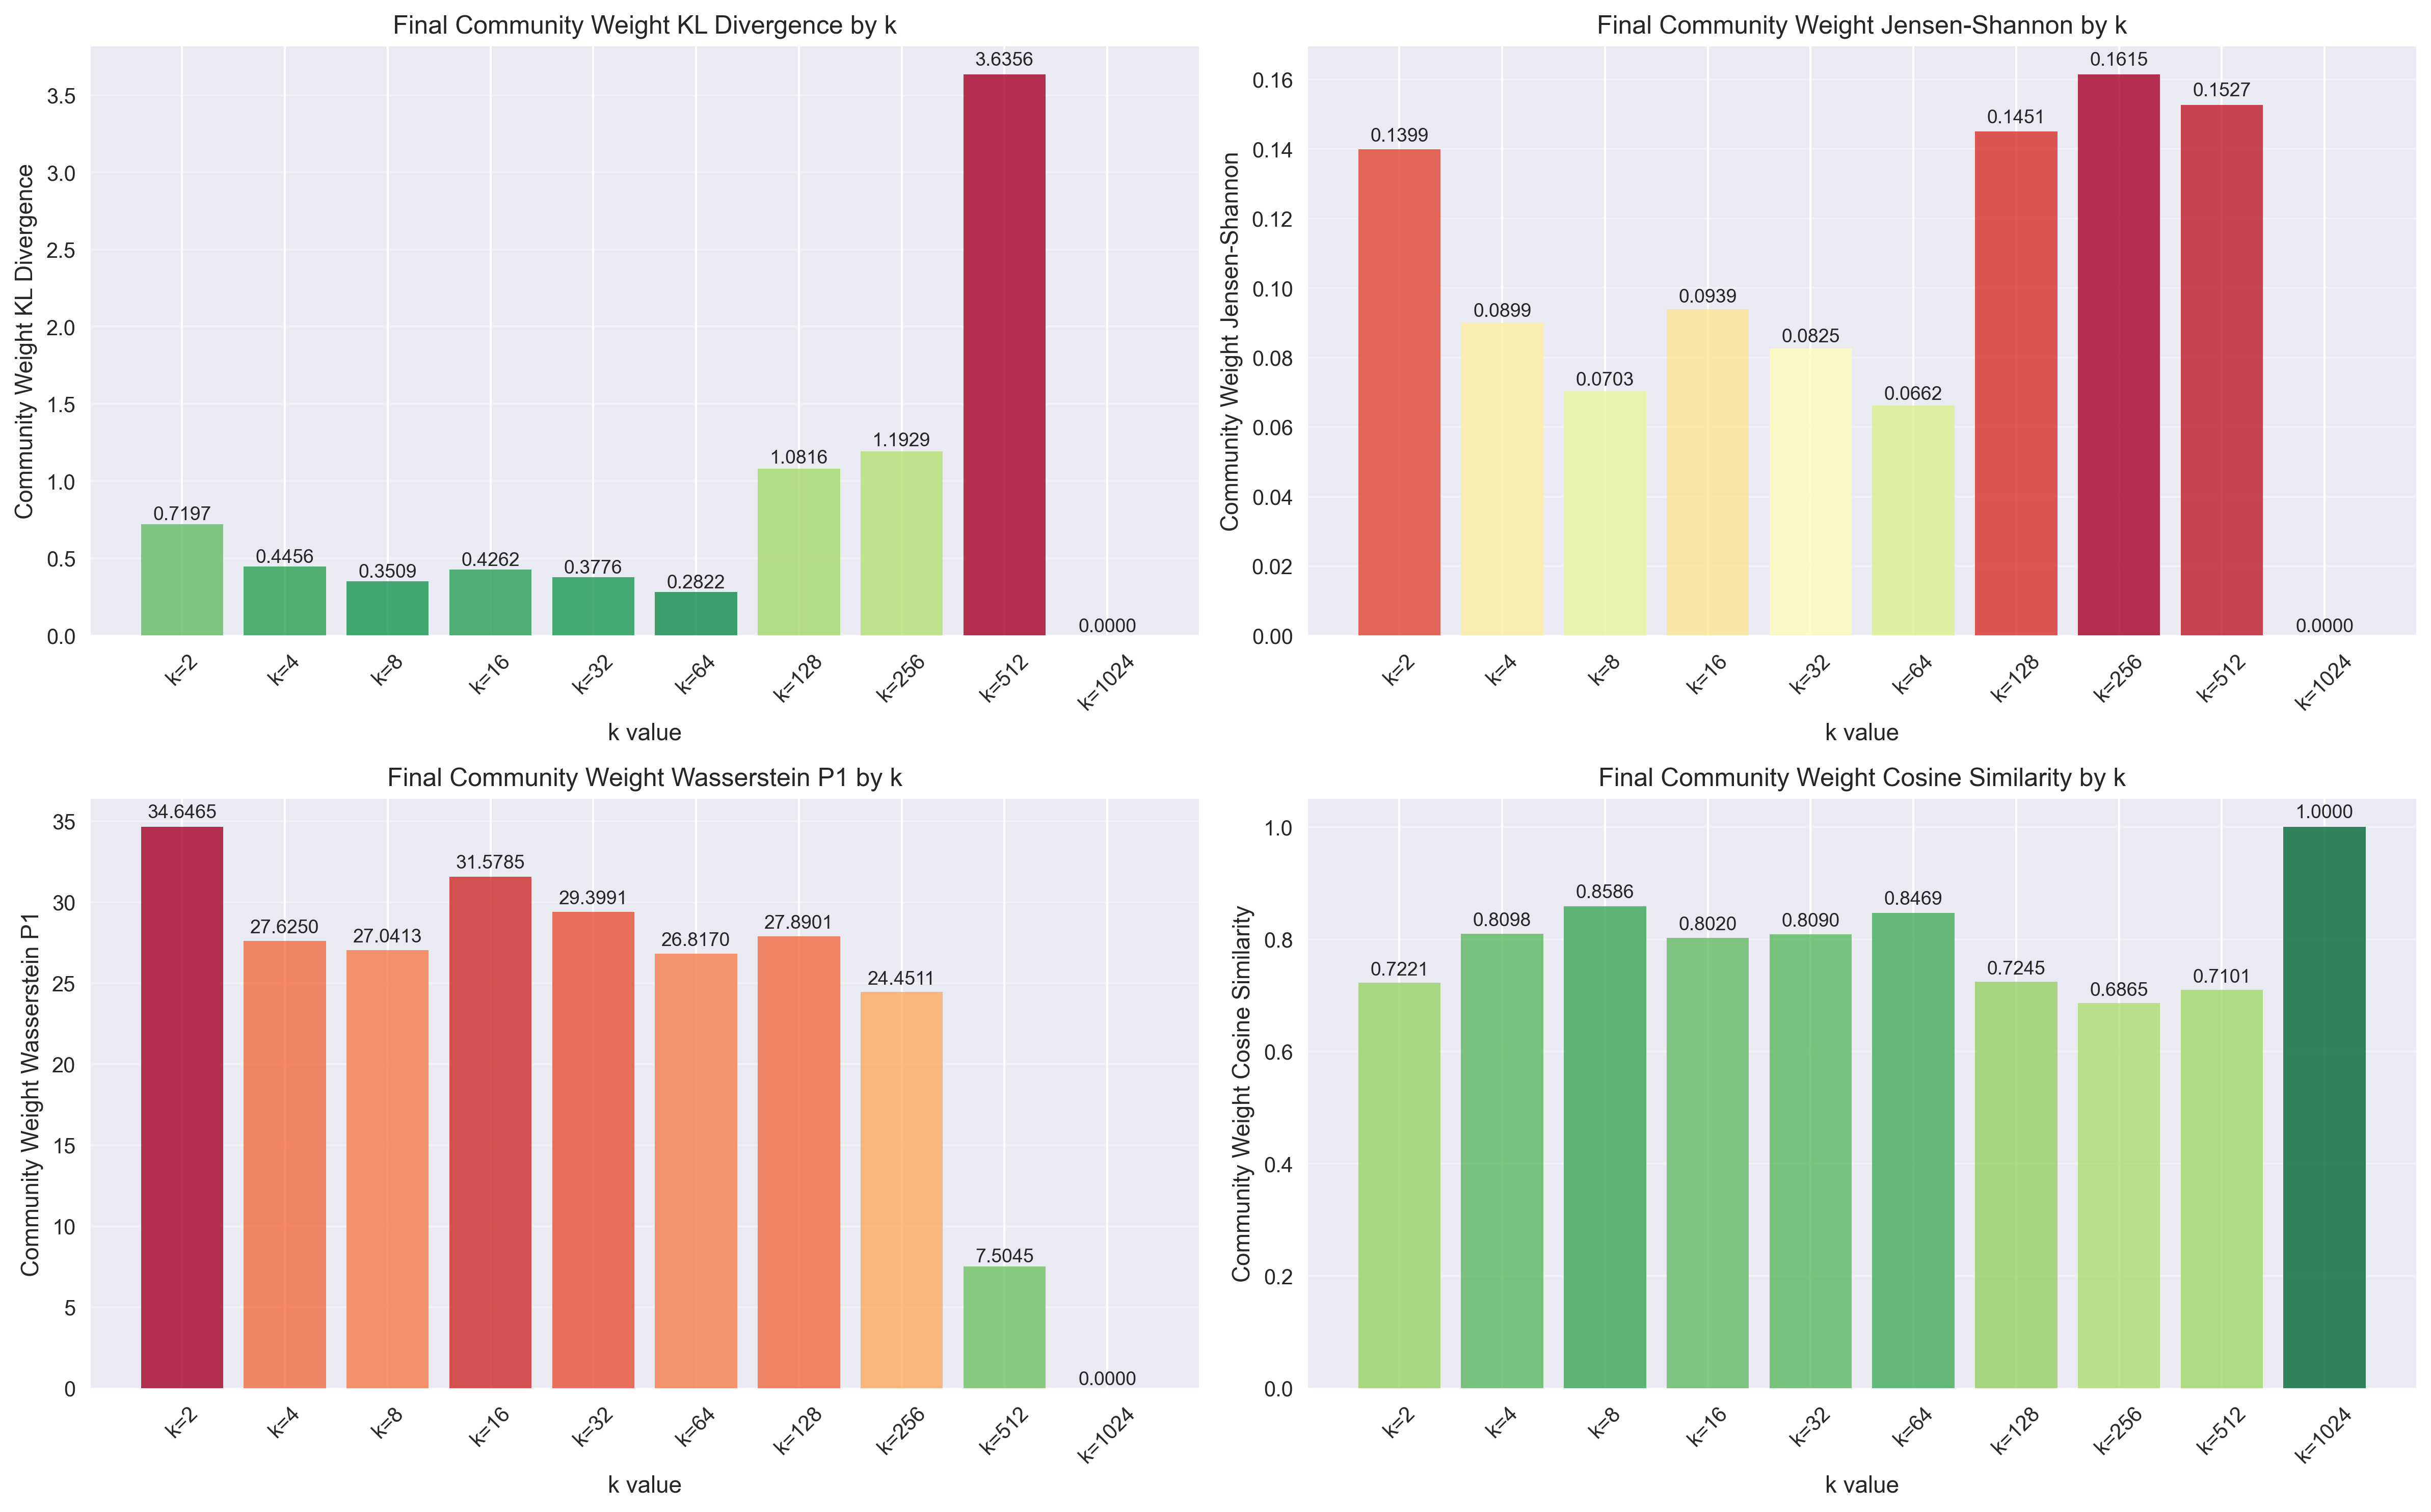 Final Community Weight KL Divergence by k
Community Weight KL Divergence
3.5
3.0
2.5
2.0
1.5
1.0
0.5
0.0
0.7197
0.4456
0.3509
0.4262
0.3776
0.2822
1.0816
1.1929
3.6356
0.0000
k=2
k=4
k=8
k=16
k=32
k=64
k=128
k=256
k=512
k=1024
k value
Final Community Weight Jensen-Shannon by k
Community Weight Jensen-Shannon
0.16
0.14
0.12
0.10
0.08
0.06
0.04
0.02
0.00
0.1399
0.0899
0.0703
0.0939
0.0825
0.0662
0.1451
0.1615
0.1527
0.0000
k=2
k=4
k=8
k=16
k=32
k=64
k=128
k=256
k=512
k=1024
k value
Final Community Weight Wasserstein P1 by k
Community Weight Wasserstein P1
35
30
25
20
15
10
5
0
34.6465
27.6250
27.0413
31.5785
29.3991
26.8170
27.8901
24.4511
7.5045
0.0000
k=2
k=4
k=8
k=16
k=32
k=64
k=128
k=256
k=512
k=1024
k value
Final Community Weight Cosine Similarity by k
Community Weight Cosine Similarity
1.0
0.8
0.6
0.4
0.2
0.0
0.7221
0.8098
0.8586
0.8020
0.8090
0.8469
0.7245
0.6865
0.7101
1.0000
k=2
k=4
k=8
k=16
k=32
k=64
k=128
k=256
k=512
k=1024
k value